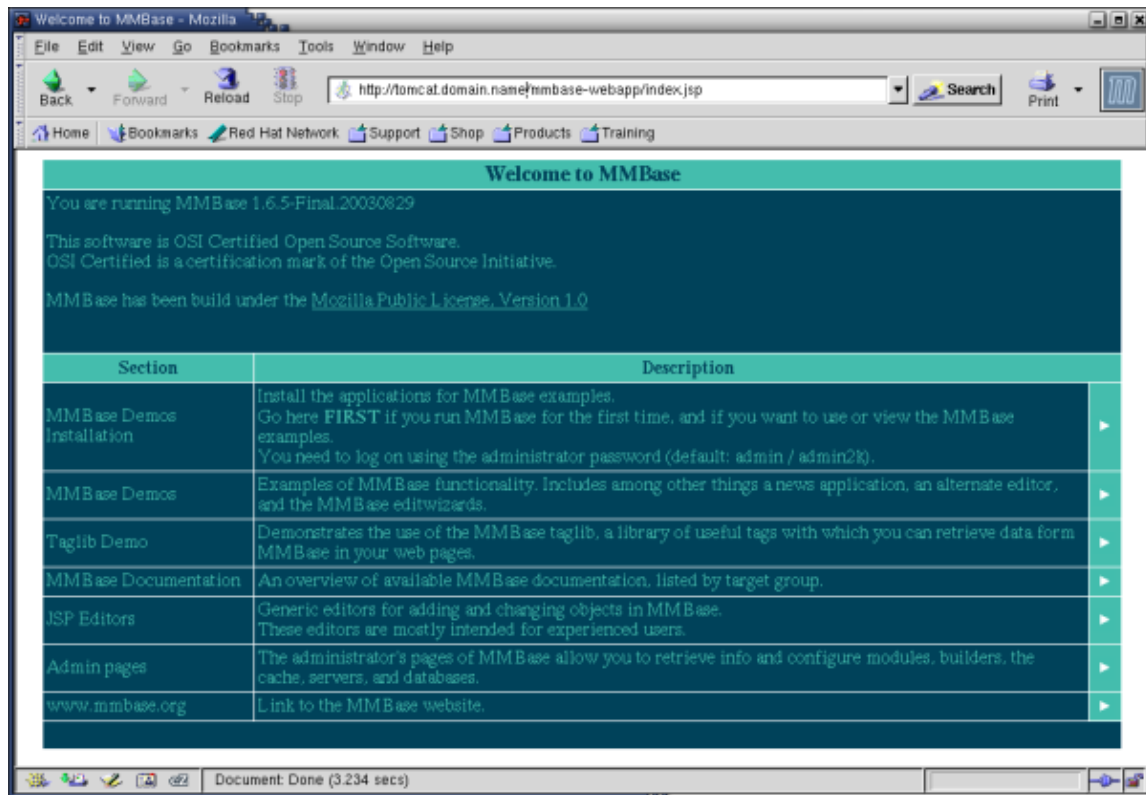 Welcome to MMBase - Mozilla
File Edit View Go Bookmarks Tools Window Help
Back Forward Reload Stop http://tomcat.domain.name/mmbase-webapp/index.jsp Search Print
Home Bookmarks Red Hat Network Support Shop Products Training
Welcome to MMBase
You are running MMBase 1.6.5-Final.20030829
This software is OSI Certified Open Source Software.
OSI Certified is a certification mark of the Open Source Initiative.
MMBase has been build under the Mozilla Public License, Version 1.0
Section Description
MMBase Demos Installation
Install the applications for MMBase examples.
Go here FIRST if you run MMBase for the first time, and if you want to use or view the MMBase
examples.
You need to log on using the administrator password (default: admin / admin2k).
MMBase Demos
Examples of MMBase functionality. Includes among other things a news application, an alternate editor,
and the MMBase editwizards.
Taglib Demo
Demonstrates the use of the MMBase taglib, a library of useful tags with which you can retrieve data form
MMBase in your web pages.
MMBase Documentation An overview of available MMBase documentation, listed by target group.
JSP Editors
Generic editors for adding and changing objects in MMBase.
These editors are mostly intended for experienced users.
Admin pages
The administrator's pages of MMBase allow you to retrieve info and configure modules, builders, the
cache, servers, and databases.
www.mmbase.org Link to the MMBase website.
Document: Done (3.234 secs)